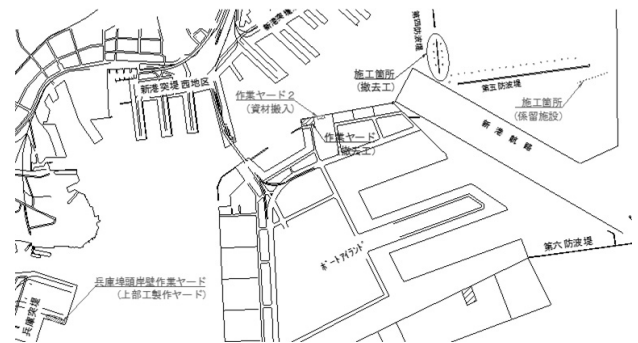 新港突堤西地区
新港突堤
第四防波堤
施工箇所
(撤去工)
第五防波堤
施工箇所
(係留施設)
新港航路
作業ヤード２
(資材搬入)
作業ヤード
(撤去工)
ポートアイランド
第六防波堤
兵庫埠頭岸壁作業ヤード
(上部工製作ヤード)
兵庫突堤